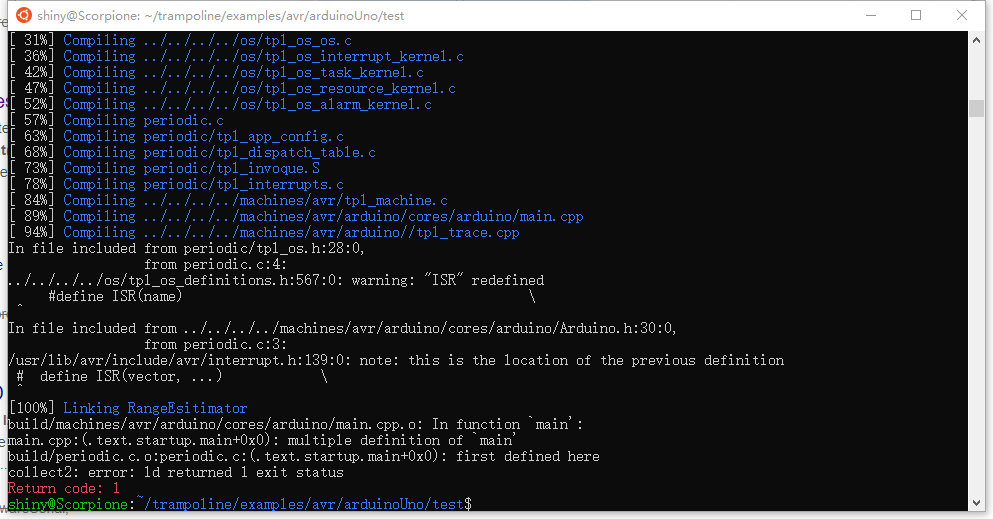 shiny@Scorpione: ~/trampoline/examples/avr/arduinoUno/test
[ 31%] Compiling ../../../../os/tpl_os_os.c
[ 36%] Compiling ../../../../os/tpl_os_interrupt_kernel.c
[ 42%] Compiling ../../../../os/tpl_os_task_kernel.c
[ 47%] Compiling ../../../../os/tpl_os_resource_kernel.c
[ 52%] Compiling ../../../../os/tpl_os_alarm_kernel.c
[ 57%] Compiling periodic.c
[ 63%] Compiling periodic/tpl_app_config.c
[ 68%] Compiling periodic/tpl_dispatch_table.c
[ 73%] Compiling periodic/tpl_invoque.S
[ 78%] Compiling periodic/tpl_interrupts.c
[ 84%] Compiling ../../../../machines/avr/tpl_machine.c
[ 89%] Compiling ../../../../machines/avr/arduino/cores/arduino/main.cpp
[ 94%] Compiling ../../../../machines/avr/arduino//tpl_trace.cpp
In file included from periodic/tpl_os.h:28:0,
                 from periodic.c:4:
../../../../os/tpl_os_definitions.h:567:0: warning: "ISR" redefined
     #define ISR(name)                                           \
 ^
In file included from ../../../../machines/avr/arduino/cores/arduino/Arduino.h:30:0,
                 from periodic.c:3:
/usr/lib/avr/include/avr/interrupt.h:139:0: note: this is the location of the previous definition
 #  define ISR(vector, ...)            \
 ^
[100%] Linking RangeEsitimator
build/machines/avr/arduino/cores/arduino/main.cpp.o: In function `main':
main.cpp:(.text.startup.main+0x0): multiple definition of `main'
build/periodic.c.o:periodic.c:(.text.startup.main+0x0): first defined here
collect2: error: ld returned 1 exit status
Return code: 1
shiny@Scorpione:~/trampoline/examples/avr/arduinoUno/test$